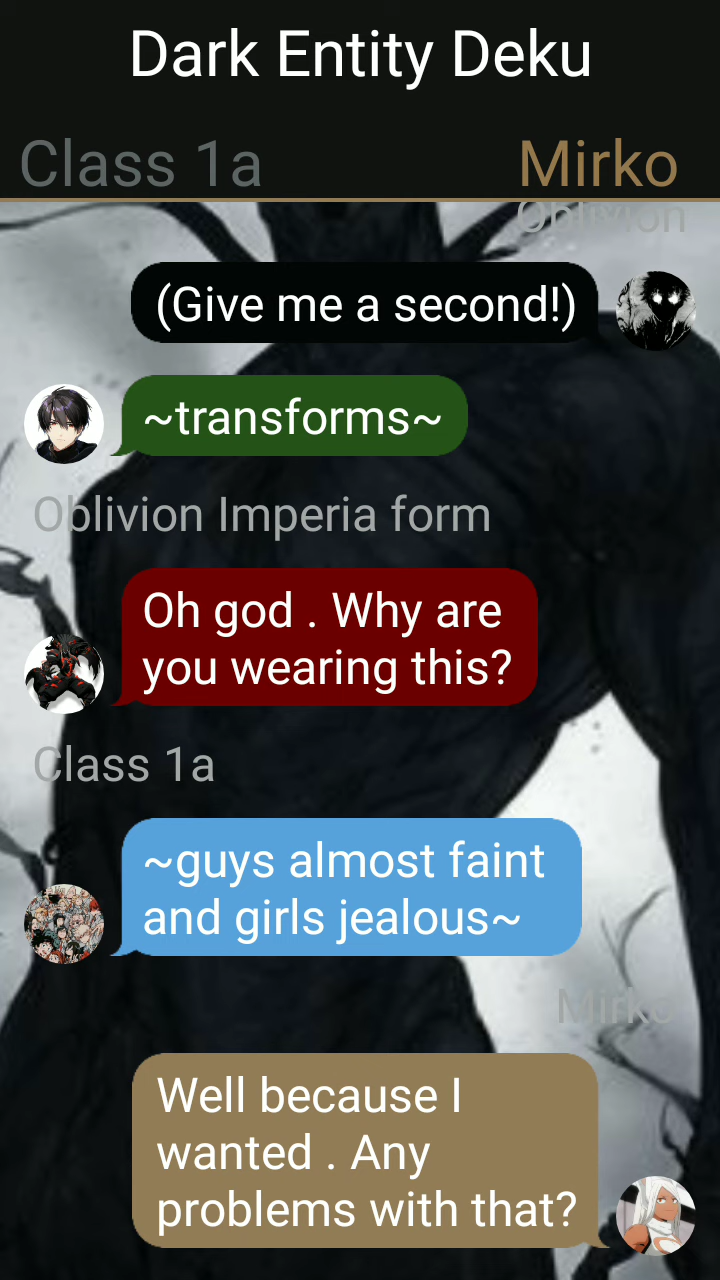 Dark Entity Deku
Class 1a
Mirko
Oblivion
(Give me a second!)
~transforms~
Oblivion Imperia form
Oh god . Why are
you wearing this?
Class 1a
~guys almost faint
and girls jealous~
Mirko
Well because I
wanted . Any
problems with that?